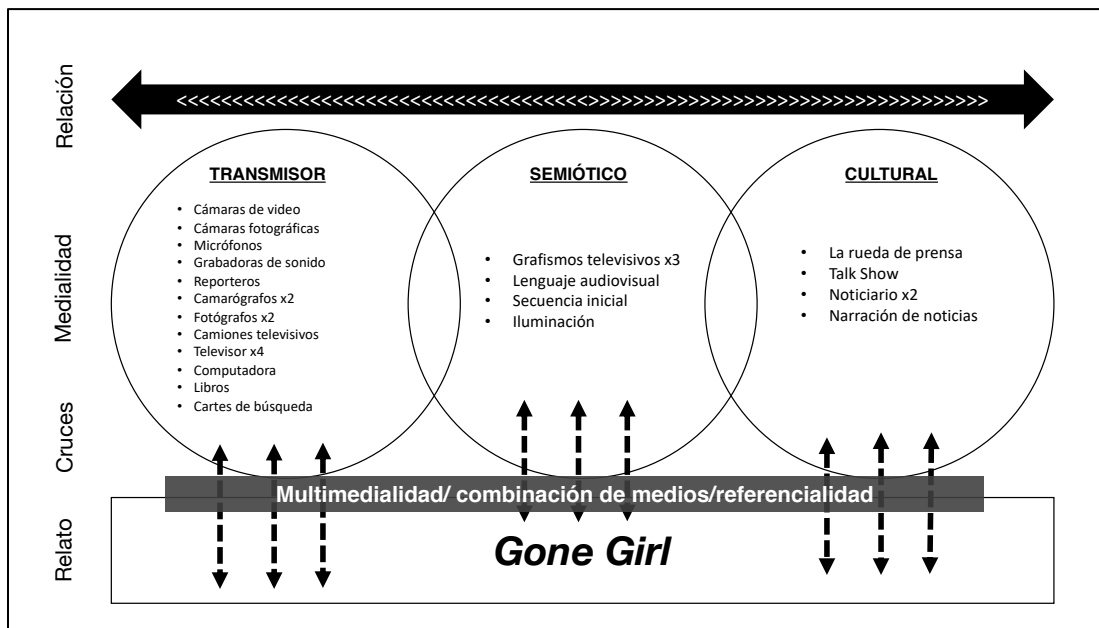 Relación
<<<<<<<<<<<<<<<<<<<<<<<<<<<<<<<<<<<<<<<<<>>>>>>>>>>>>>>>>>>>>>>>>>>>>>>>>>>>>>>>>
Medialidad
TRANSMISOR
• Cámaras de video
• Cámaras fotográficas
• Micrófonos
• Grabadoras de sonido
• Reporteros
• Camarógrafos x2
• Fotógrafos x2
• Camiones televisivos
• Televisor x4
• Computadora
• Libros
• Cartes de búsqueda
SEMIÓTICO
• Grafismos televisivos x3
• Lenguaje audiovisual
• Secuencia inicial
• Iluminación
CULTURAL
• La rueda de prensa
• Talk Show
• Noticiario x2
• Narración de noticias
Cruces
Multimedialidad/ combinación de medios/referencialidad
Relato
Gone Girl